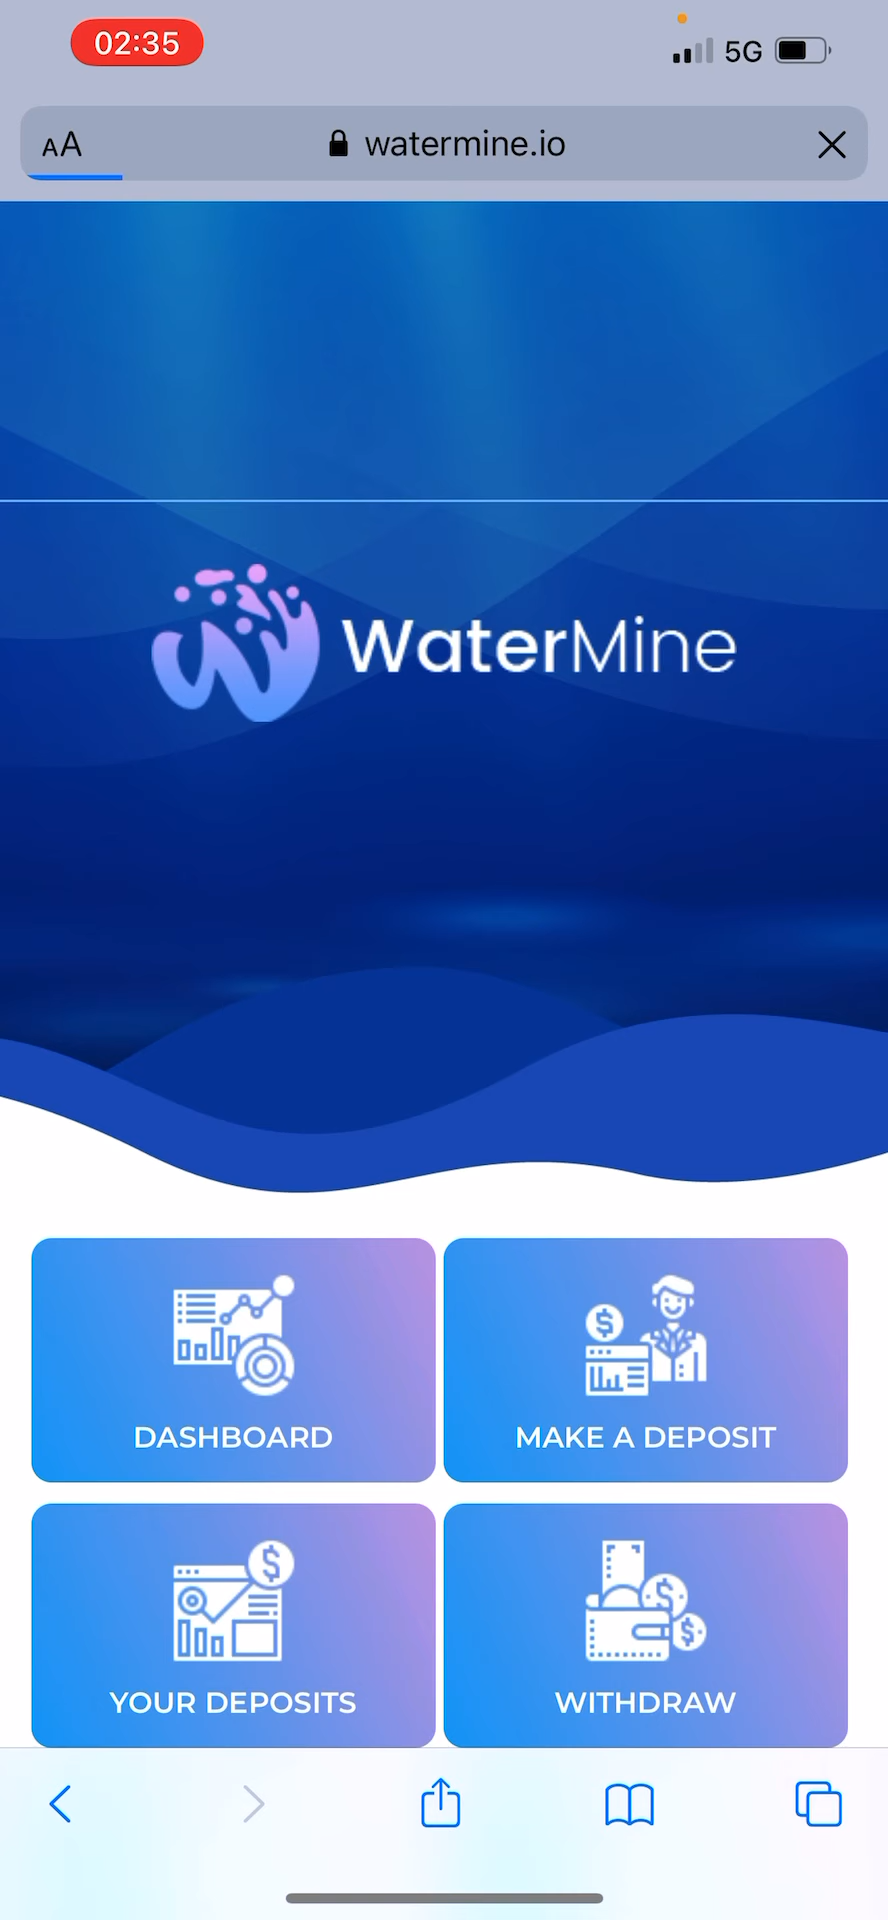 02:35
5G
AA
watermine.io
WaterMine
DASHBOARD
MAKE A DEPOSIT
YOUR DEPOSITS
WITHDRAW